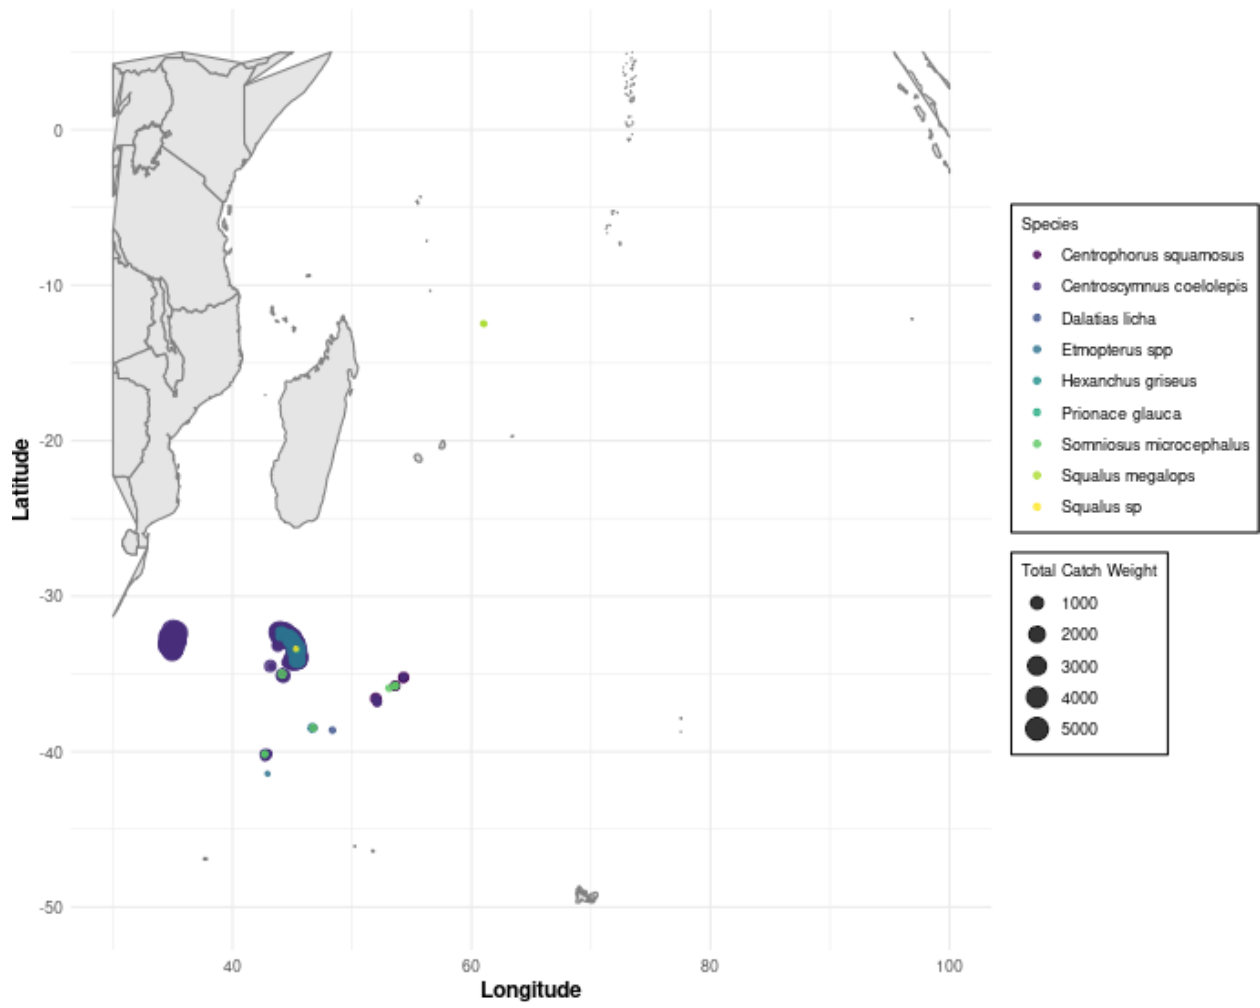 Latitude
0
-10
-20
-30
-40
-50
40
60
80
100
Longitude
Species
Centrophorus squamosus
Centroscymnus coelolepis
Dalatias licha
Etmopterus spp
Hexanchus griseus
Prionace glauca
Somniosus microcephalus
Squalus megalops
Squalus sp
Total Catch Weight
1000
2000
3000
4000
5000